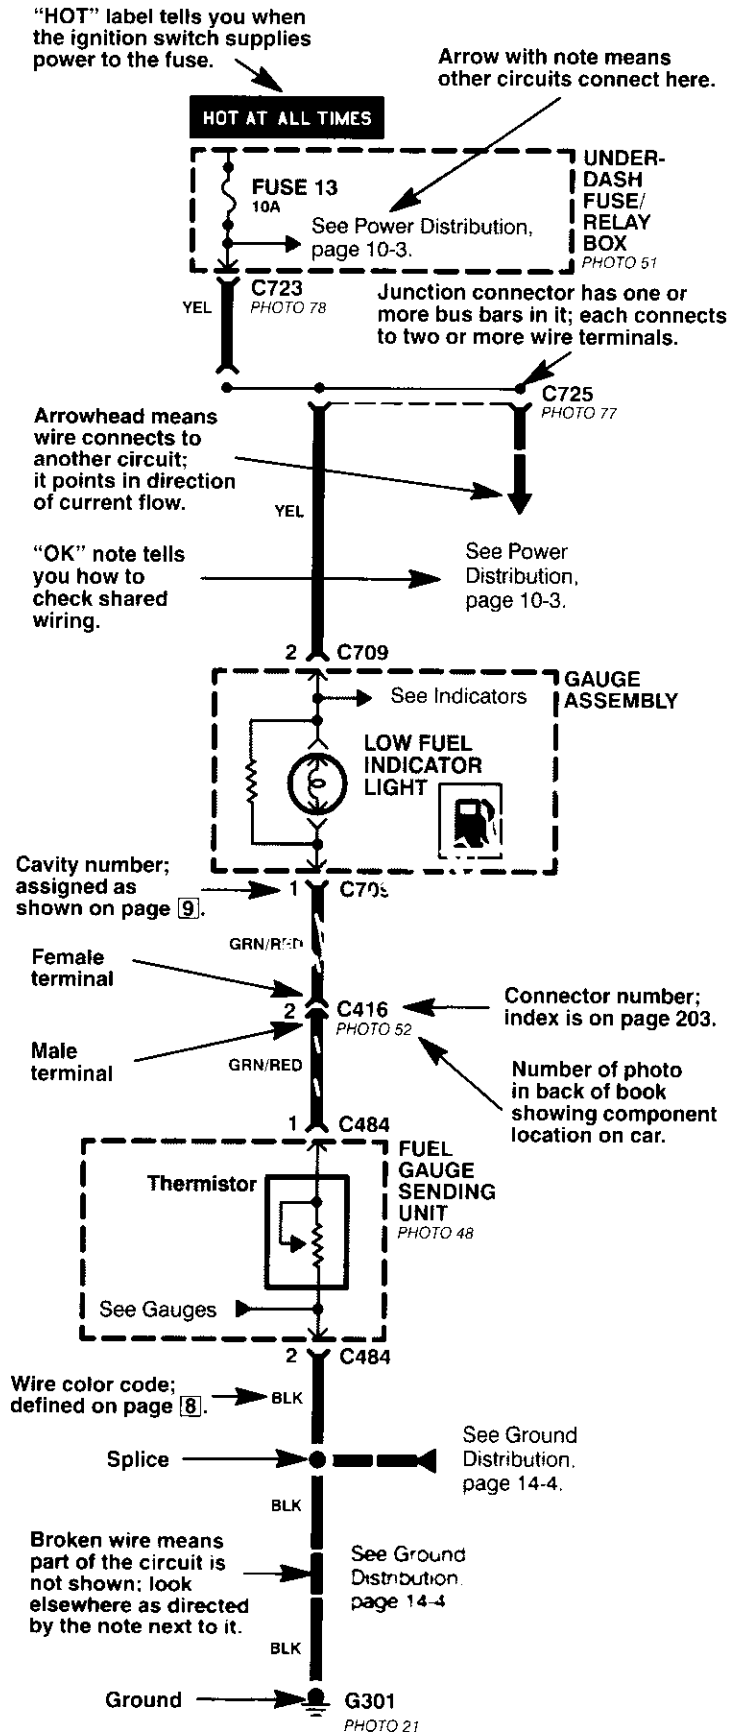 “HOT” label tells you when
the ignition switch supplies
power to the fuse.
Arrow with note means
other circuits connect here.
HOT AT ALL TIMES
UNDER-
DASH
FUSE/
RELAY
BOX
PHOTO 51
FUSE 13
10A
See Power Distribution,
page 10-3.
C723
PHOTO 78
YEL
Junction connector has one or
more bus bars in it; each connects
to two or more wire terminals.
C725
PHOTO 77
Arrowhead means
wire connects to
another circuit;
it points in direction
of current flow.
YEL
“OK” note tells
you how to
check shared
wiring.
See Power
Distribution,
page 10-3.
2
C709
GAUGE
ASSEMBLY
See Indicators
LOW FUEL
INDICATOR
LIGHT
Cavity number;
assigned as
shown on page 9.
1
C709
GRN/RED
Female
terminal
2
C416
PHOTO 52
Connector number;
index is on page 203.
Male
terminal
GRN/RED
Number of photo
in back of book
showing component
location on car.
1
C484
FUEL
GAUGE
SENDING
UNIT
PHOTO 48
Thermistor
See Gauges
2
C484
Wire color code;
defined on page 8.
BLK
Splice
See Ground
Distribution,
page 14-4.
BLK
Broken wire means
part of the circuit is
not shown; look
elsewhere as directed
by the note next to it.
See Ground
Distribution
page 14-4
BLK
Ground
G301
PHOTO 21